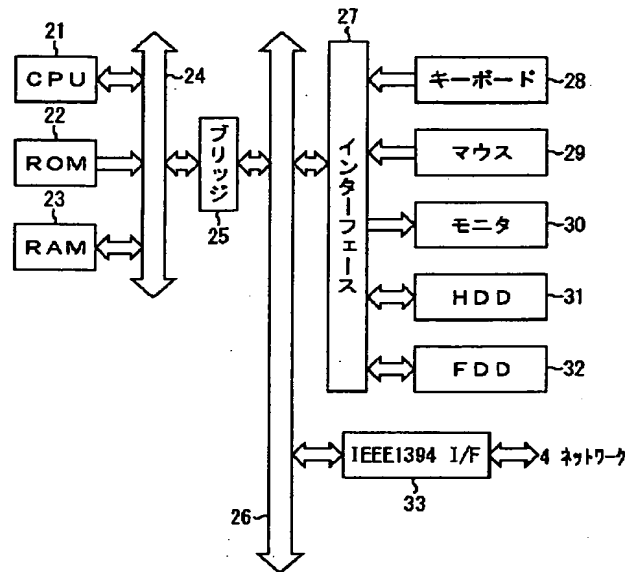 21
CPU
22
ROM
23
RAM
24
ブリッジ
25
26
27
インターフェース
キーボード
28
マウス
29
モニタ
30
HDD
31
FDD
32
IEEE1394 I/F
33
4 ネットワーク